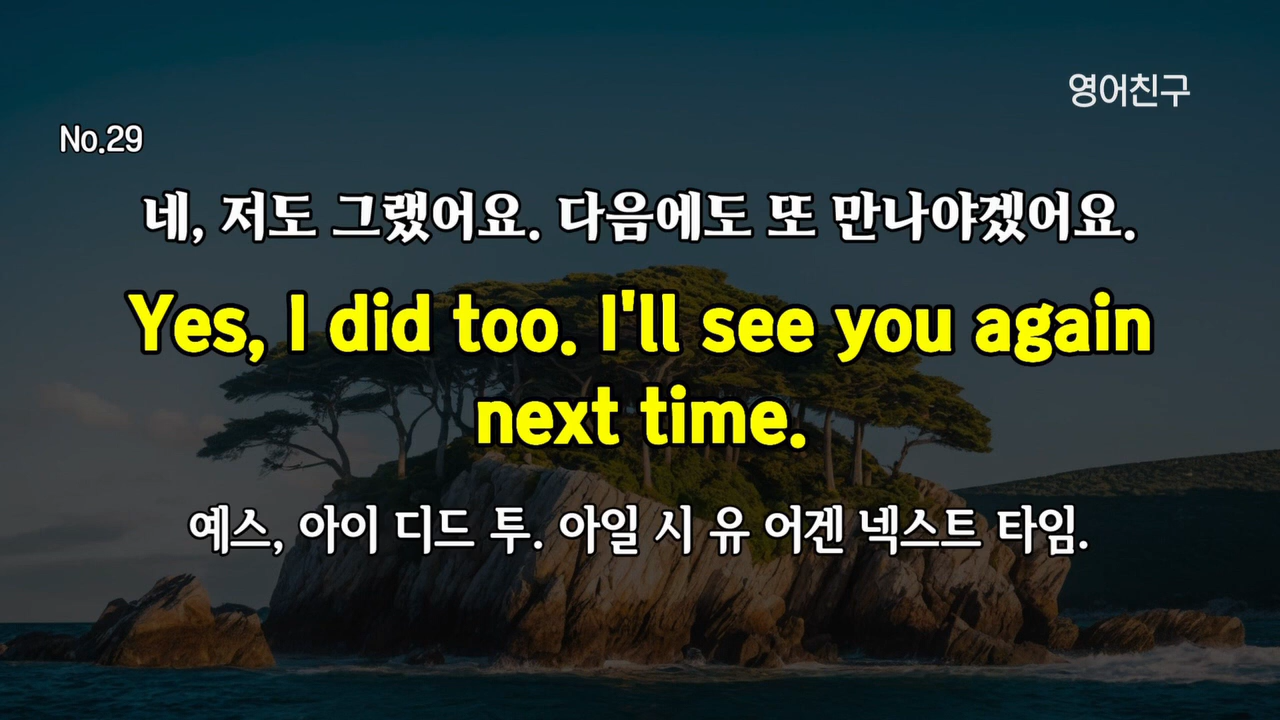 영어친구
No.29
네, 저도 그랬어요. 다음에도 또 만나야겠어요.
Yes, I did too. I'll see you again
next time.
예스, 아이 디드 투. 아일 시 유 어겐 넥스트 타임.